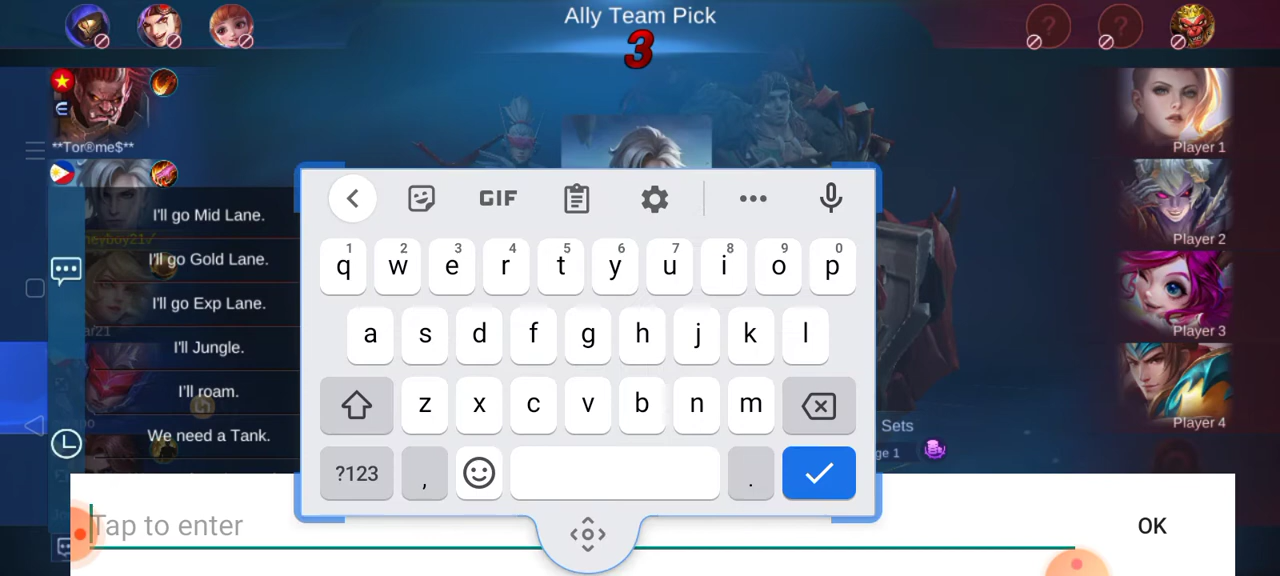 Ally Team Pick
3
**Tor®me$**
I'll go Mid Lane.
I'll go Gold Lane.
I'll go Exp Lane.
I'll Jungle.
I'll roam.
We need a Tank.
Player 1
Player 2
Player 3
Player 4
Sets
GIF
1 2 3 4 5 6 7 8 9 0
q w e r t y u i o p
a s d f g h j k l
z x c v b n m
?123 , .
Tap to enter
OK